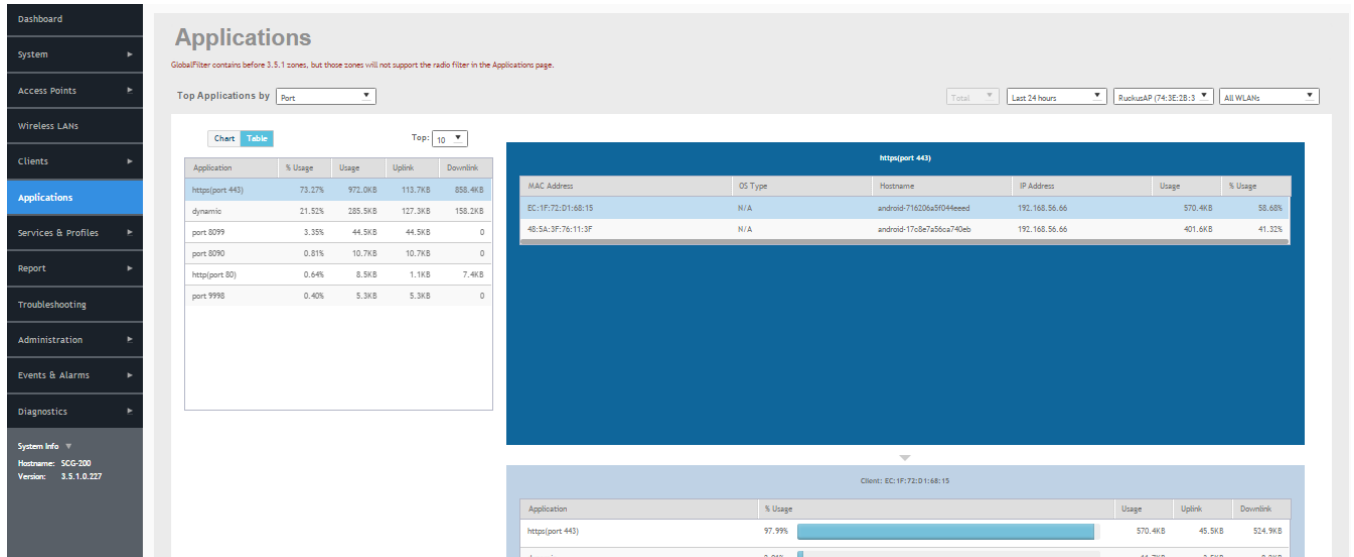 Dashboard
System
Access Points
Wireless LANs
Clients
Applications
Services & Profiles
Report
Troubleshooting
Administration
Events & Alarms
Diagnostics
System Info
Hostname: SCG-200
Version: 3.5.1.0.227
Applications
GlobalFilter contains before 3.5.1 zones, but those zones will not support the radio filter in the Applications page.
Top Applications by Port Total Last 24 hours RuckusAP (74:3E:2B:3 All WLANs
Chart Table Top: 10
Application % Usage Usage Uplink Downlink
https(port 443) 73.27% 972.0KB 113.7KB 858.4KB
dynamic 21.52% 285.5KB 127.3KB 158.2KB
port 8099 3.35% 44.5KB 44.5KB 0
port 8090 0.81% 10.7KB 10.7KB 0
http(port 80) 0.64% 8.5KB 1.1KB 7.4KB
port 9998 0.40% 5.3KB 5.3KB 0
https(port 443)
MAC Address OS Type Hostname IP Address Usage % Usage
EC:1F:72:D1:68:15 N/A android-716206a5f044eeed 192.168.56.66 570.4KB 58.68%
48:5A:3F:76:11:3F N/A android-17c8e7a56ca740eb 192.168.56.66 401.6KB 41.32%
Client: EC:1F:72:D1:68:15
Application % Usage Usage Uplink Downlink
https(port 443) 97.99% 570.4KB 45.5KB 524.9KB